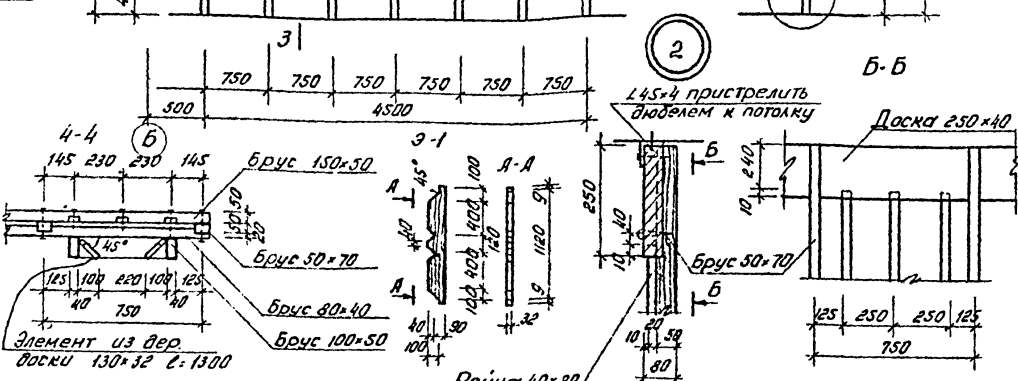 3
2
Б-Б
750 750 750 750 750 750
500 4500
∟45×4 пристрелить
дюбелем к потолку
Доска 250×40
4-4
Б
145 230 230 145
Брус 150×50
45°
125 100 220 100 125
40 40
750
Брус 50×70
Брус 80×40
Брус 100×50
Элемент из дер.
доски 130×32 ℓ=1300
Э-1
А-А
45°
А
А
40
100
400
120
400
100
40 90
100
9
1120
9
32
250
40
10
Б
Б
Брус 50×70
10 20 50
80
240
10
125 250 250 125
750